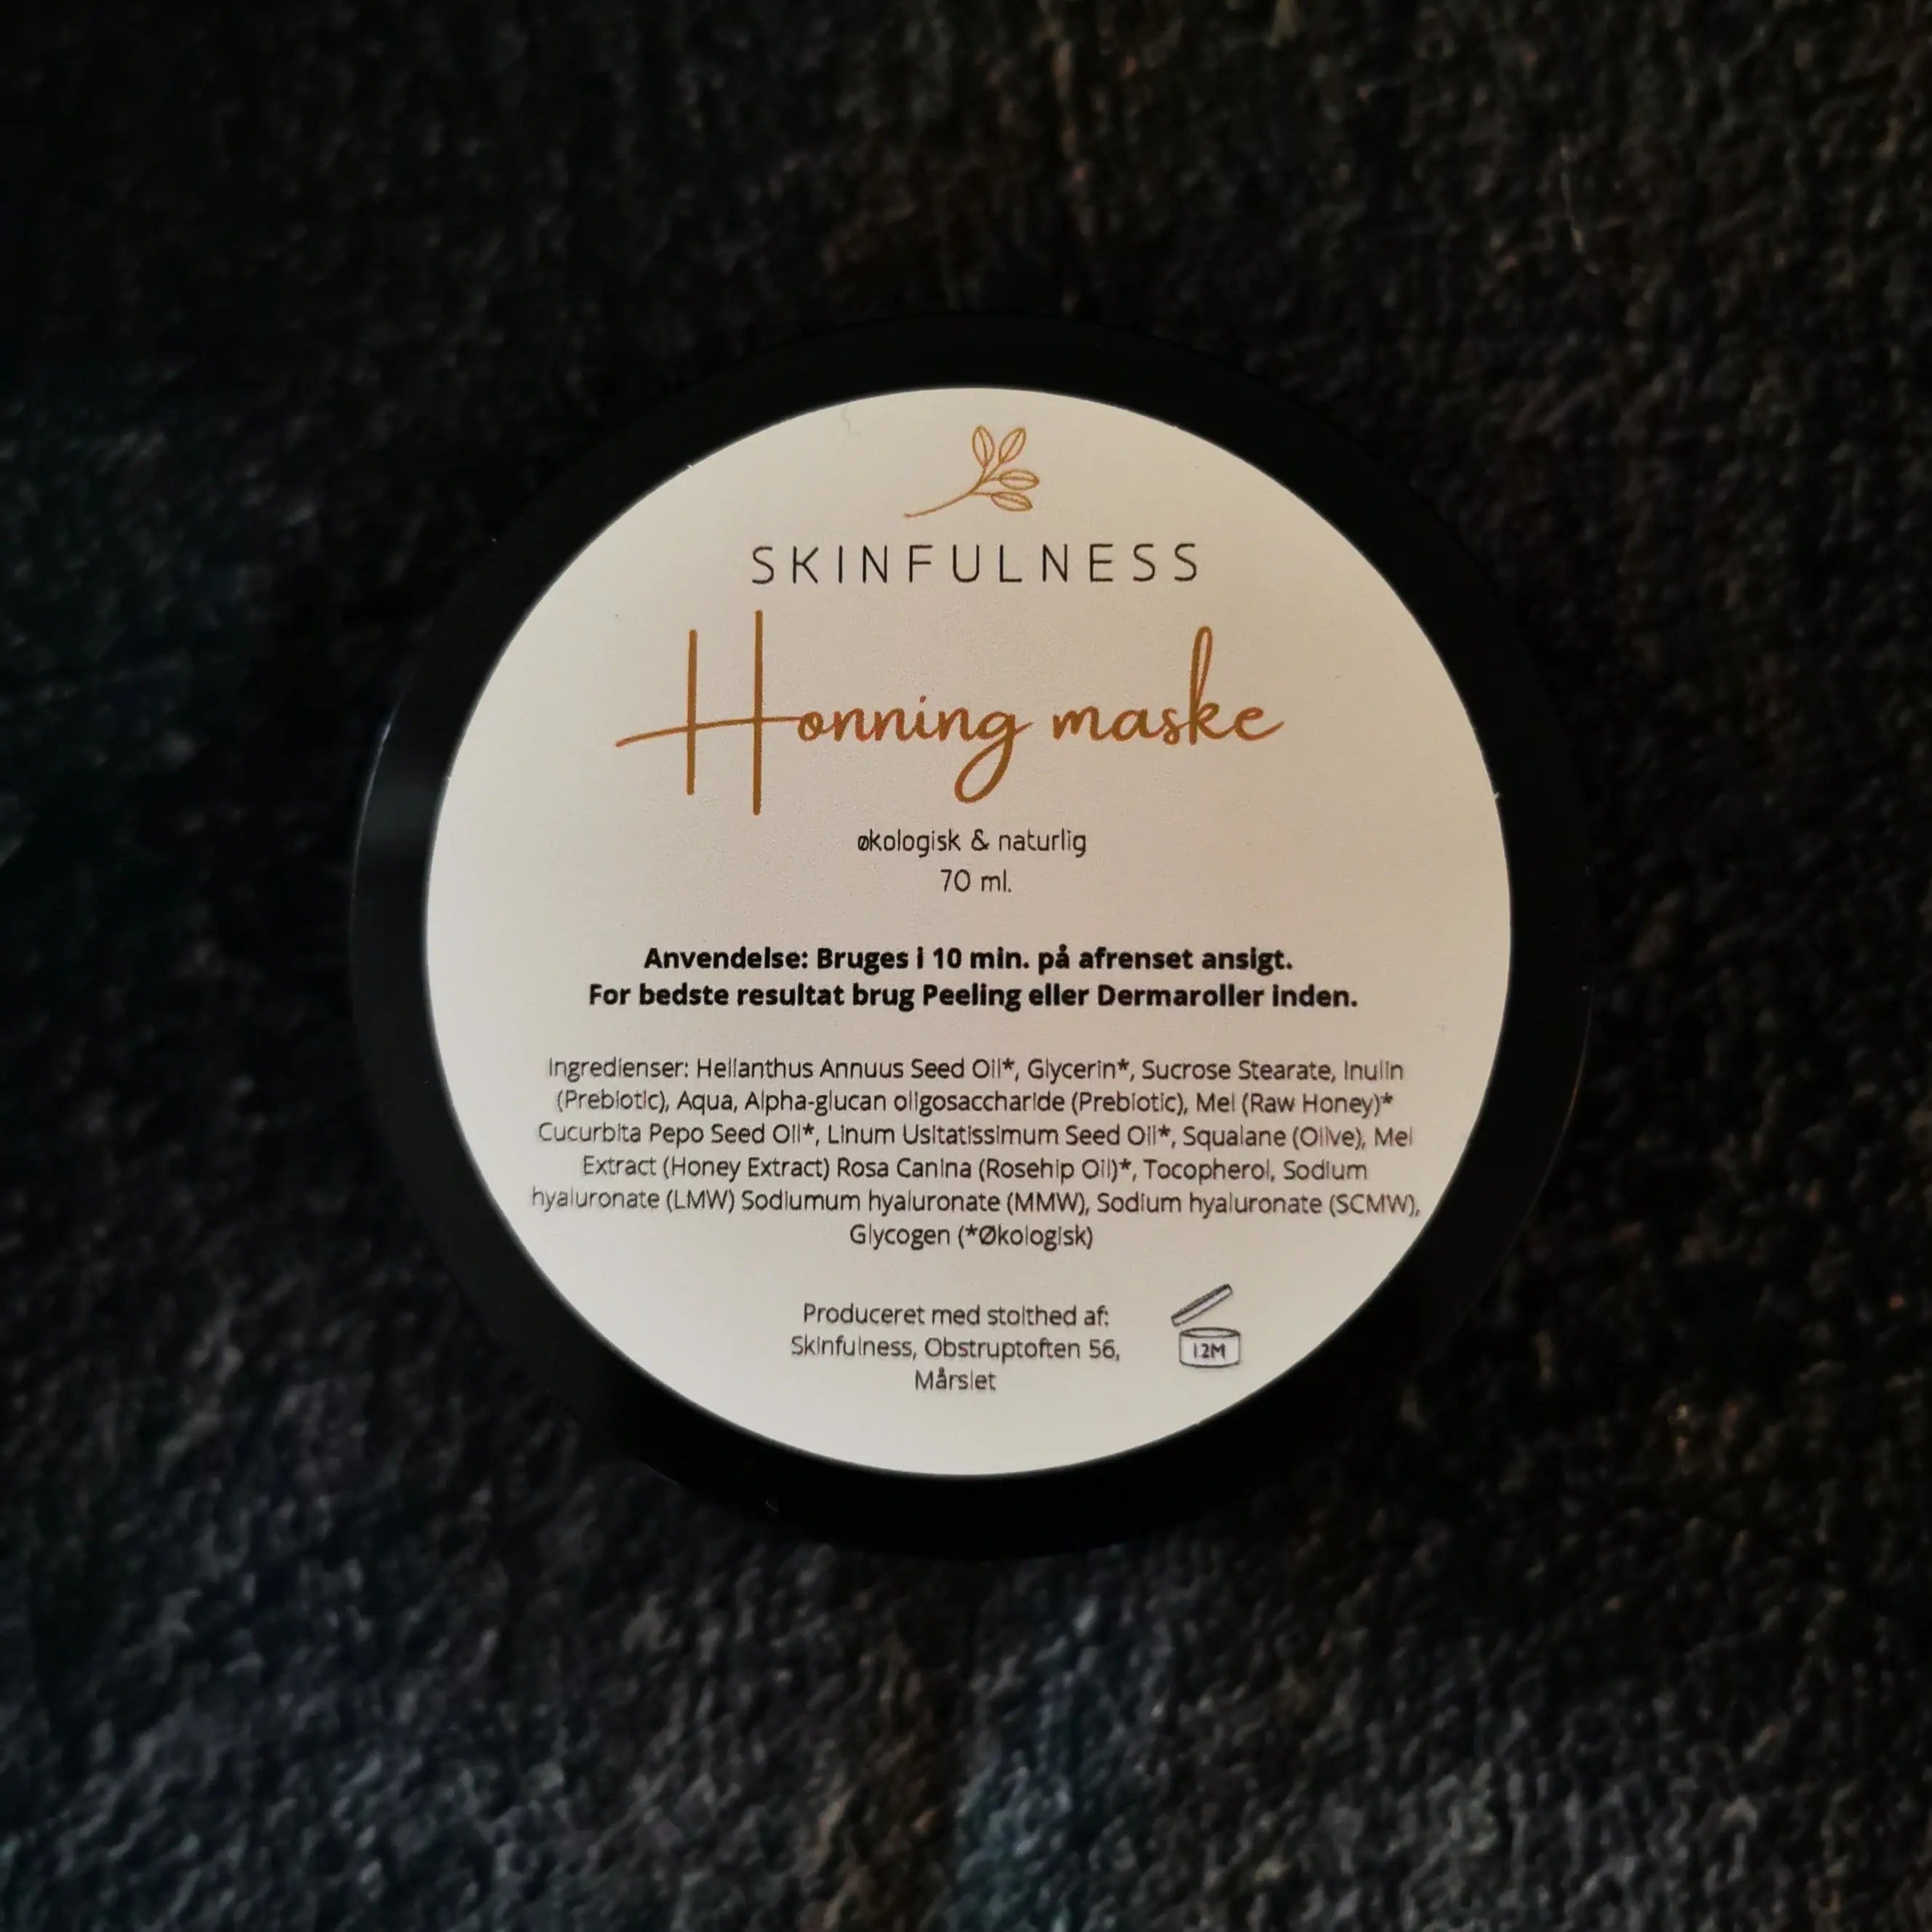 SKINFULNESS
Honning maske
økologisk & naturlig
70 ml.
Anvendelse: Bruges i 10 min. på afrenset ansigt.
For bedste resultat brug Peeling eller Dermaroller inden.
Ingredienser: Helianthus Annuus Seed Oil*, Glycerin*, Sucrose Stearate, Inulin
(Prebiotic), Aqua, Alpha-glucan oligosaccharide (Prebiotic), Mel (Raw Honey)*
Cucurbita Pepo Seed Oil*, Linum Usitatissimum Seed Oil*, Squalane (Olive), Mel
Extract (Honey Extract) Rosa Canina (Rosehip Oil)*, Tocopherol, Sodium
hyaluronate (LMW) Sodiumum hyaluronate (MMW), Sodium hyaluronate (SCMW),
Glycogen (*Økologisk)
Produceret med stolthed af:
Skinfulness, Obstruptoften 56,
Mårslet
12M